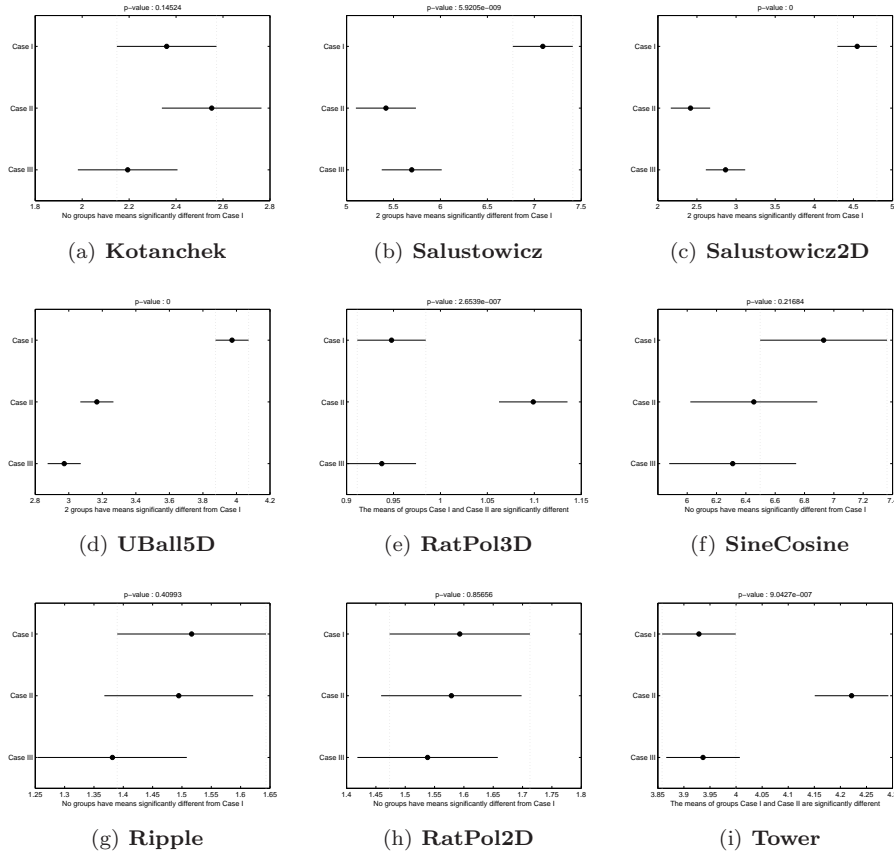 p-value : 0.14524
Case I
Case II
Case III
1.8 2 2.2 2.4 2.6 2.8
No groups have means significantly different from Case I
(a) Kotanchek
p-value : 5.9205e-009
Case I
Case II
Case III
5 5.5 6 6.5 7 7.5
2 groups have means significantly different from Case I
(b) Salustowicz
p-value : 0
Case I
Case II
Case III
2 2.5 3 3.5 4 4.5 5
2 groups have means significantly different from Case I
(c) Salustowicz2D
p-value : 0
Case I
Case II
Case III
2.8 3 3.2 3.4 3.6 3.8 4 4.2
2 groups have means significantly different from Case I
(d) UBall5D
p-value : 2.6539e-007
Case I
Case II
Case III
0.9 0.95 1 1.05 1.1 1.15
The means of groups Case I and Case II are significantly different
(e) RatPol3D
p-value : 0.21684
Case I
Case II
Case III
6 6.2 6.4 6.6 6.8 7 7.2 7.4
No groups have means significantly different from Case I
(f) SineCosine
p-value : 0.40993
Case I
Case II
Case III
1.25 1.3 1.35 1.4 1.45 1.5 1.55 1.6 1.65
No groups have means significantly different from Case I
(g) Ripple
p-value : 0.85656
Case I
Case II
Case III
1.4 1.45 1.5 1.55 1.6 1.65 1.7 1.75 1.8
No groups have means significantly different from Case I
(h) RatPol2D
p-value : 9.0427e-007
Case I
Case II
Case III
3.85 3.9 3.95 4 4.05 4.1 4.15 4.2 4.25
The means of groups Case I and Case II are significantly different
(i) Tower